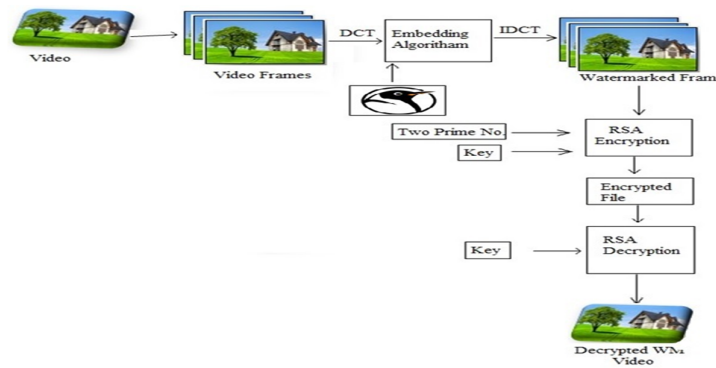 Video
Video Frames
DCT
Embedding
Algoritham
IDCT
Watermarked Fram
Two Prime No.
Key
RSA
Encryption
Encrypted
File
Key
RSA
Decryption
Decrypted WM
Video